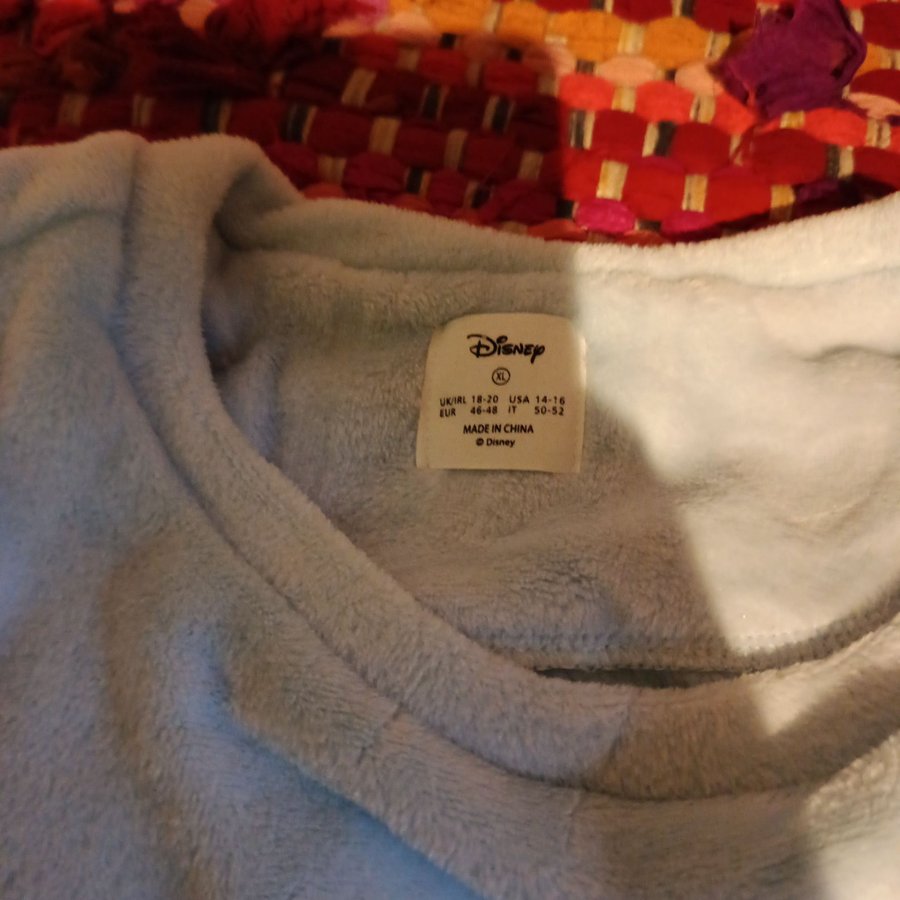 Disney
XL
UK/IRL 18-20 USA 14-16
EUR 46-48 IT 50-52
MADE IN CHINA
© Disney